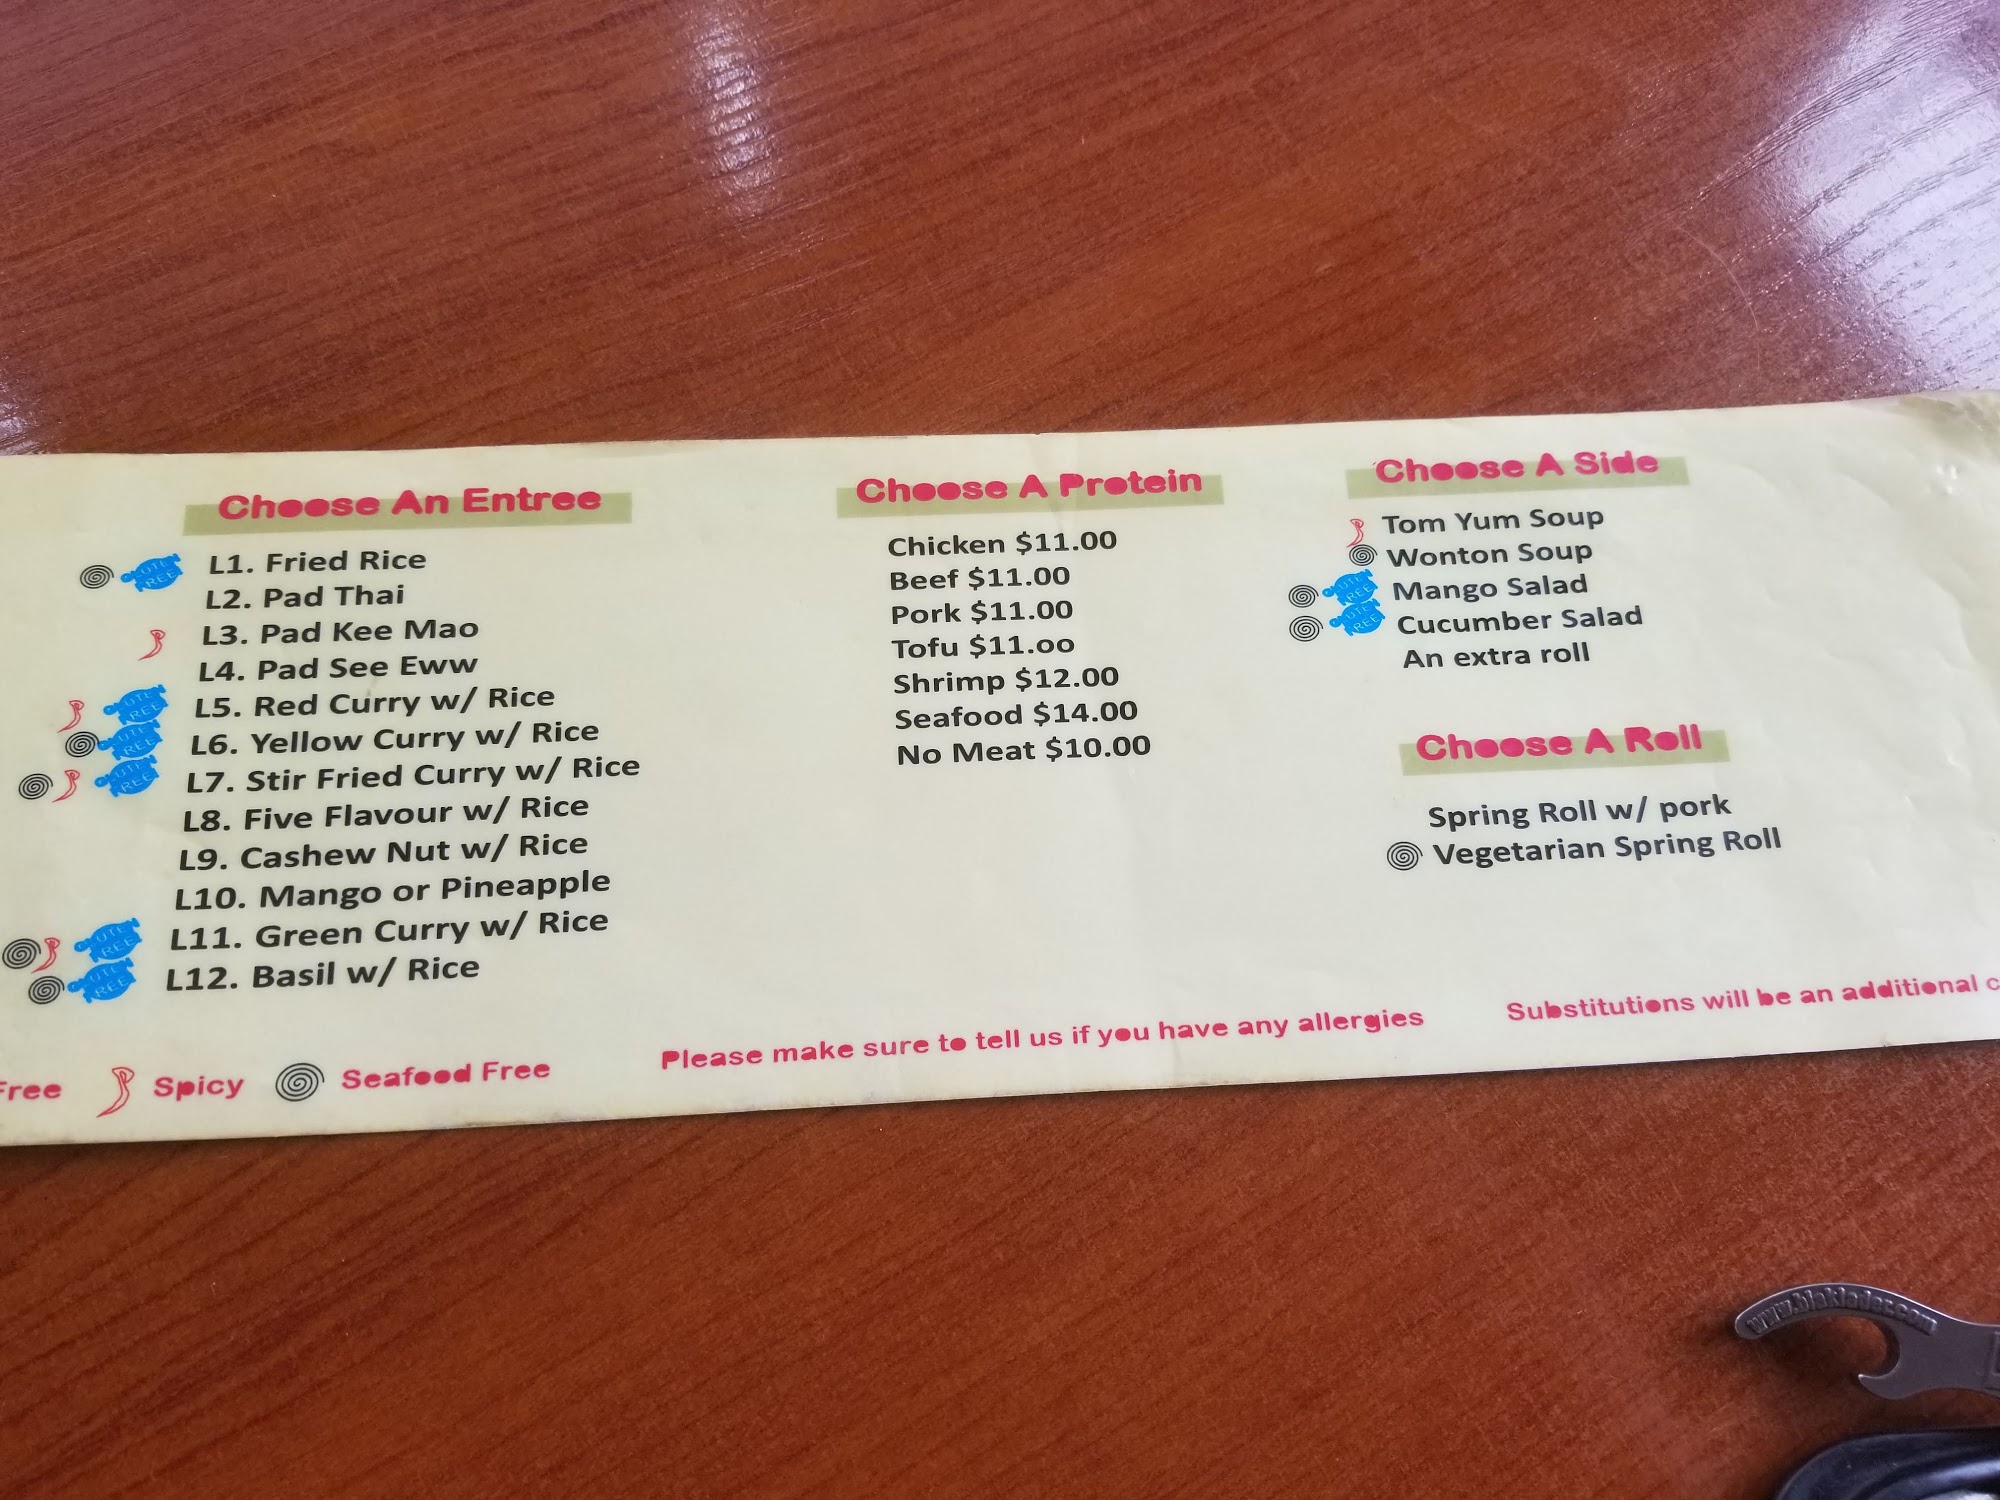 Choose An Entree
L1. Fried Rice
L2. Pad Thai
L3. Pad Kee Mao
L4. Pad See Eww
L5. Red Curry w/ Rice
L6. Yellow Curry w/ Rice
L7. Stir Fried Curry w/ Rice
L8. Five Flavour w/ Rice
L9. Cashew Nut w/ Rice
L10. Mango or Pineapple
L11. Green Curry w/ Rice
L12. Basil w/ Rice
Choose A Protein
Chicken $11.00
Beef $11.00
Pork $11.00
Tofu $11.oo
Shrimp $12.00
Seafood $14.00
No Meat $10.00
Choose A Side
Tom Yum Soup
Wonton Soup
Mango Salad
Cucumber Salad
An extra roll
Choose A Roll
Spring Roll w/ pork
Vegetarian Spring Roll
Free Spicy Seafood Free
Please make sure to tell us if you have any allergies
Substitutions will be an additional c
www.blaklader.com